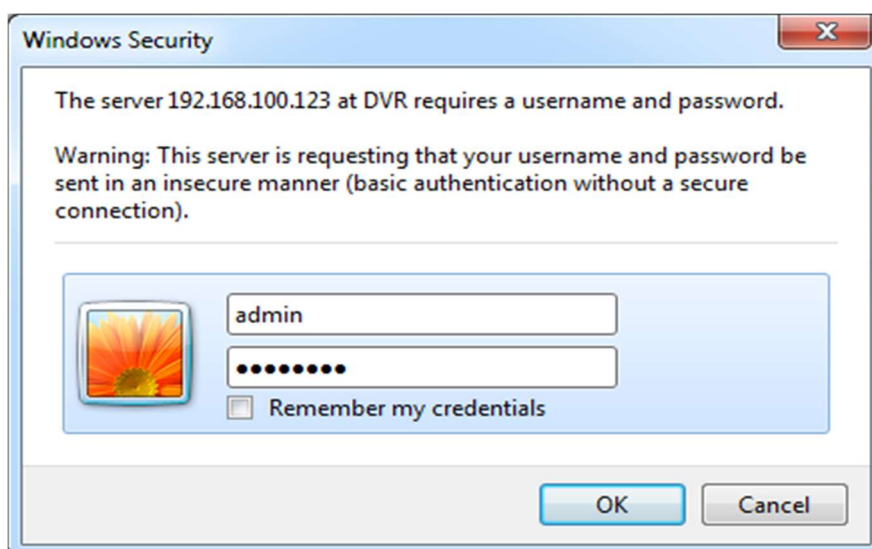 Windows Security
The server 192.168.100.123 at DVR requires a username and password.
Warning: This server is requesting that your username and password be
sent in an insecure manner (basic authentication without a secure
connection).
admin
●●●●●●●●
Remember my credentials
OK
Cancel